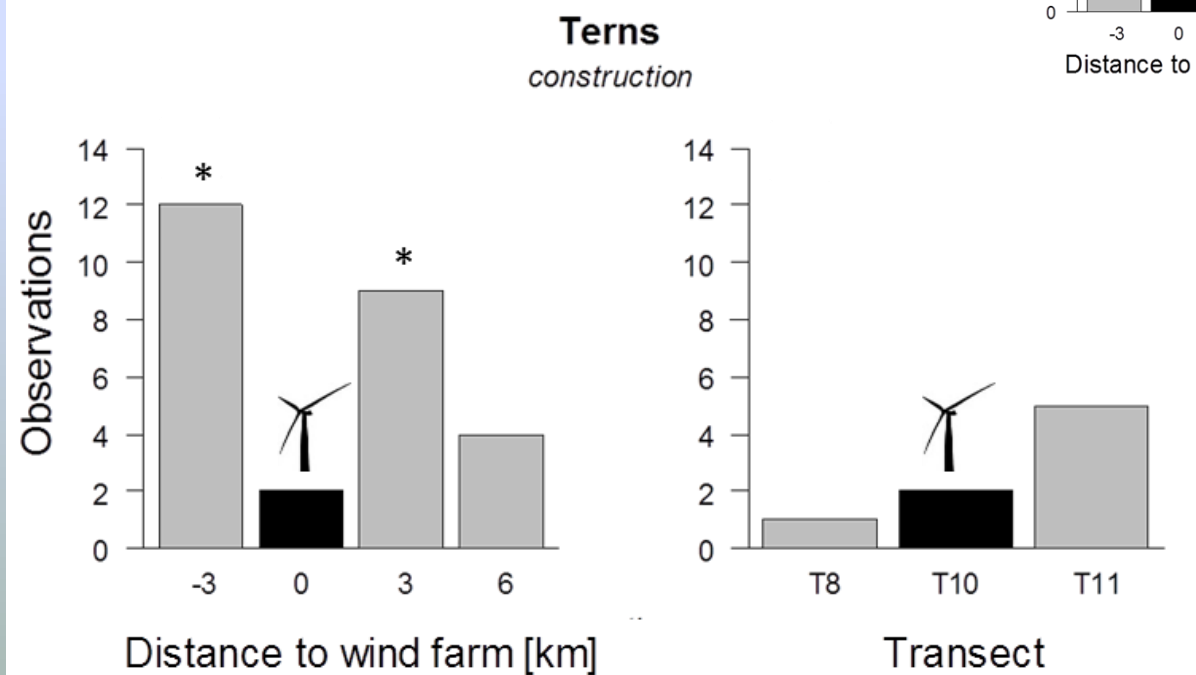 Terns
construction
0
-3 0
Distance to
14
12
10
8
6
4
2
0
Observations
*
*
-3 0 3 6
Distance to wind farm [km]
14
12
10
8
6
4
2
0
T8 T10 T11
Transect